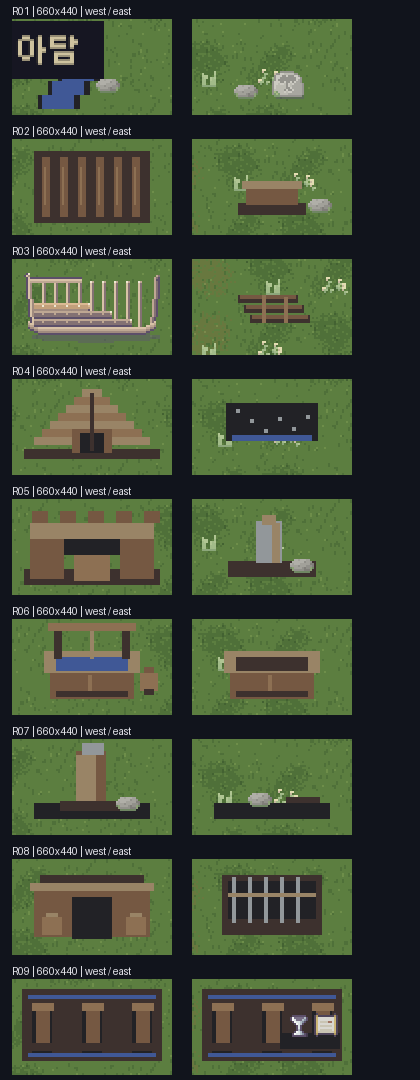 R01 | 660x440 | west / east
아담
R02 | 660x440 | west / east
R03 | 660x440 | west / east
R04 | 660x440 | west / east
R05 | 660x440 | west / east
R06 | 660x440 | west / east
R07 | 660x440 | west / east
R08 | 660x440 | west / east
R09 | 660x440 | west / east